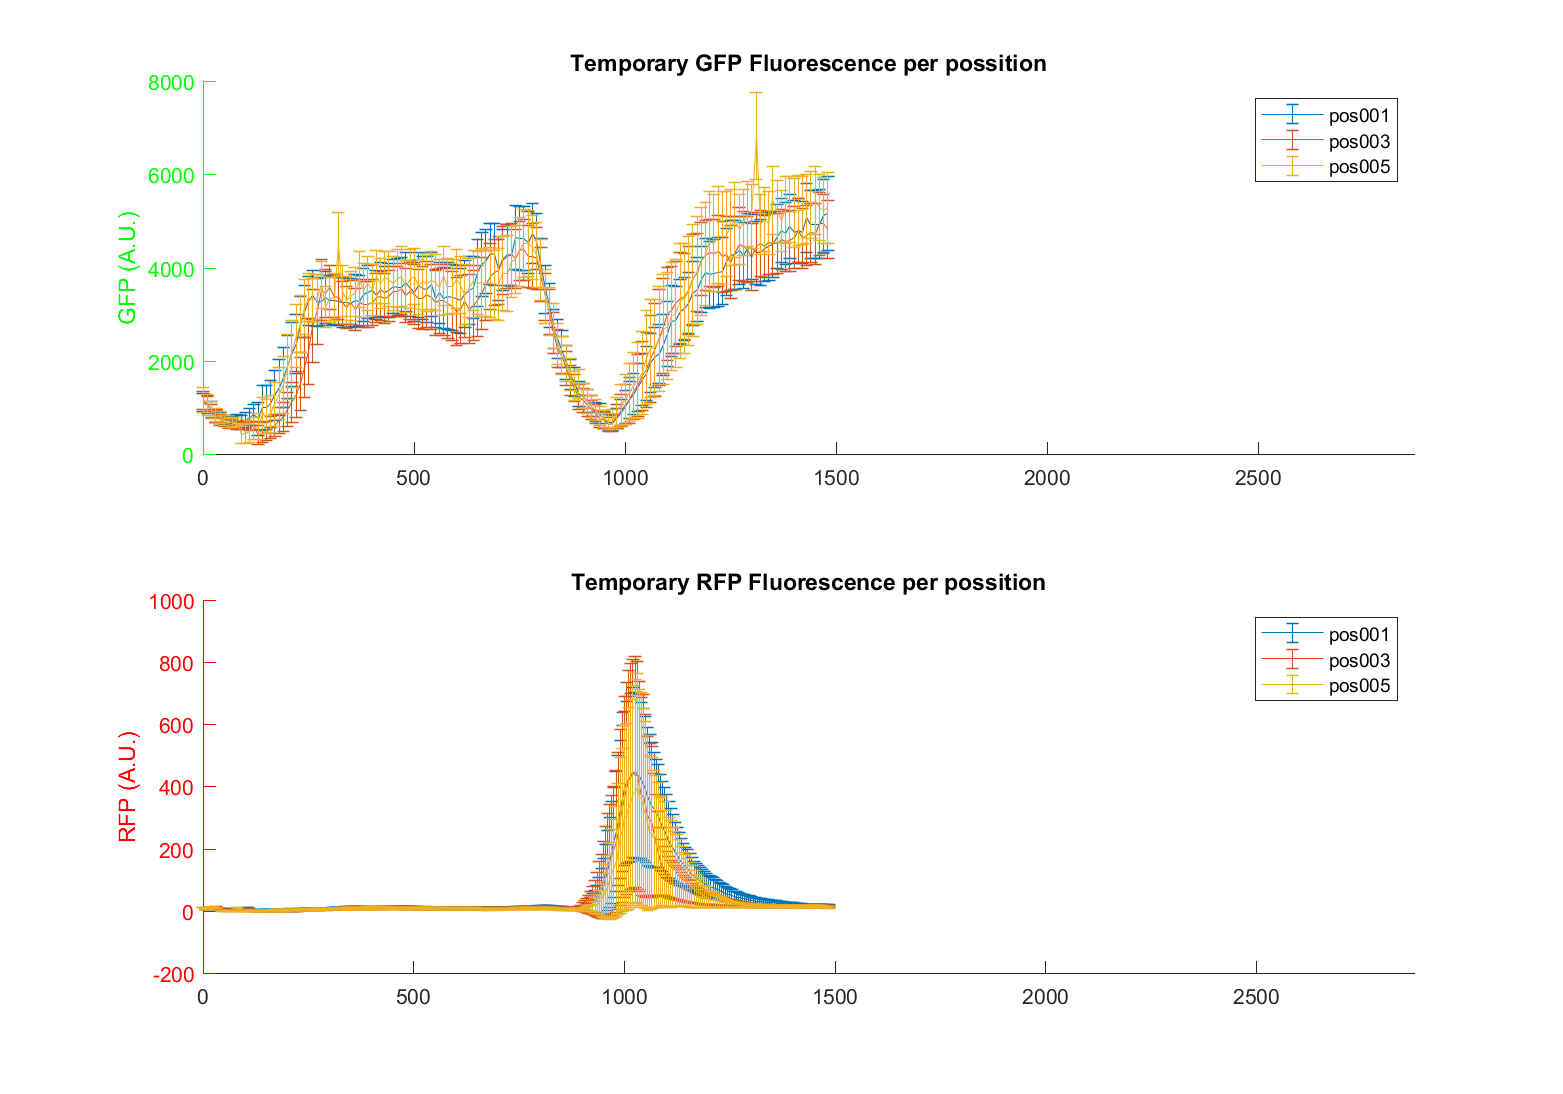 Temporary GFP Fluorescence per possition
8000
6000
4000
2000
0
GFP (A.U.)
0 500 1000 1500 2000 2500
pos001
pos003
pos005
Temporary RFP Fluorescence per possition
1000
800
600
400
200
0
-200
RFP (A.U.)
0 500 1000 1500 2000 2500
pos001
pos003
pos005